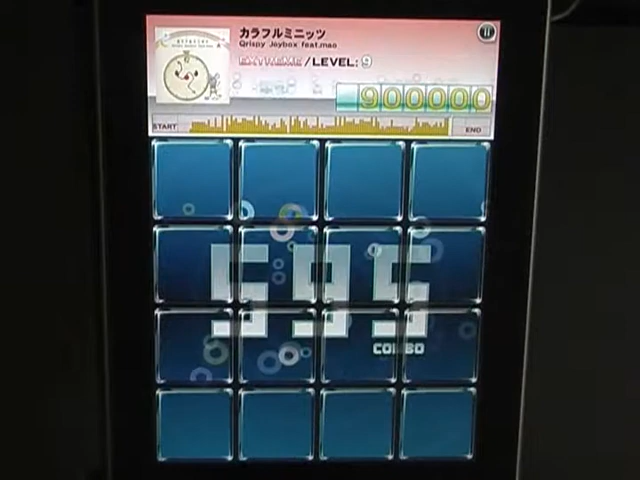 カラフルミニッツ
Qrispy Joybox feat.mao
EXTREME /LEVEL: 9
900000
START
END
595
COMBO